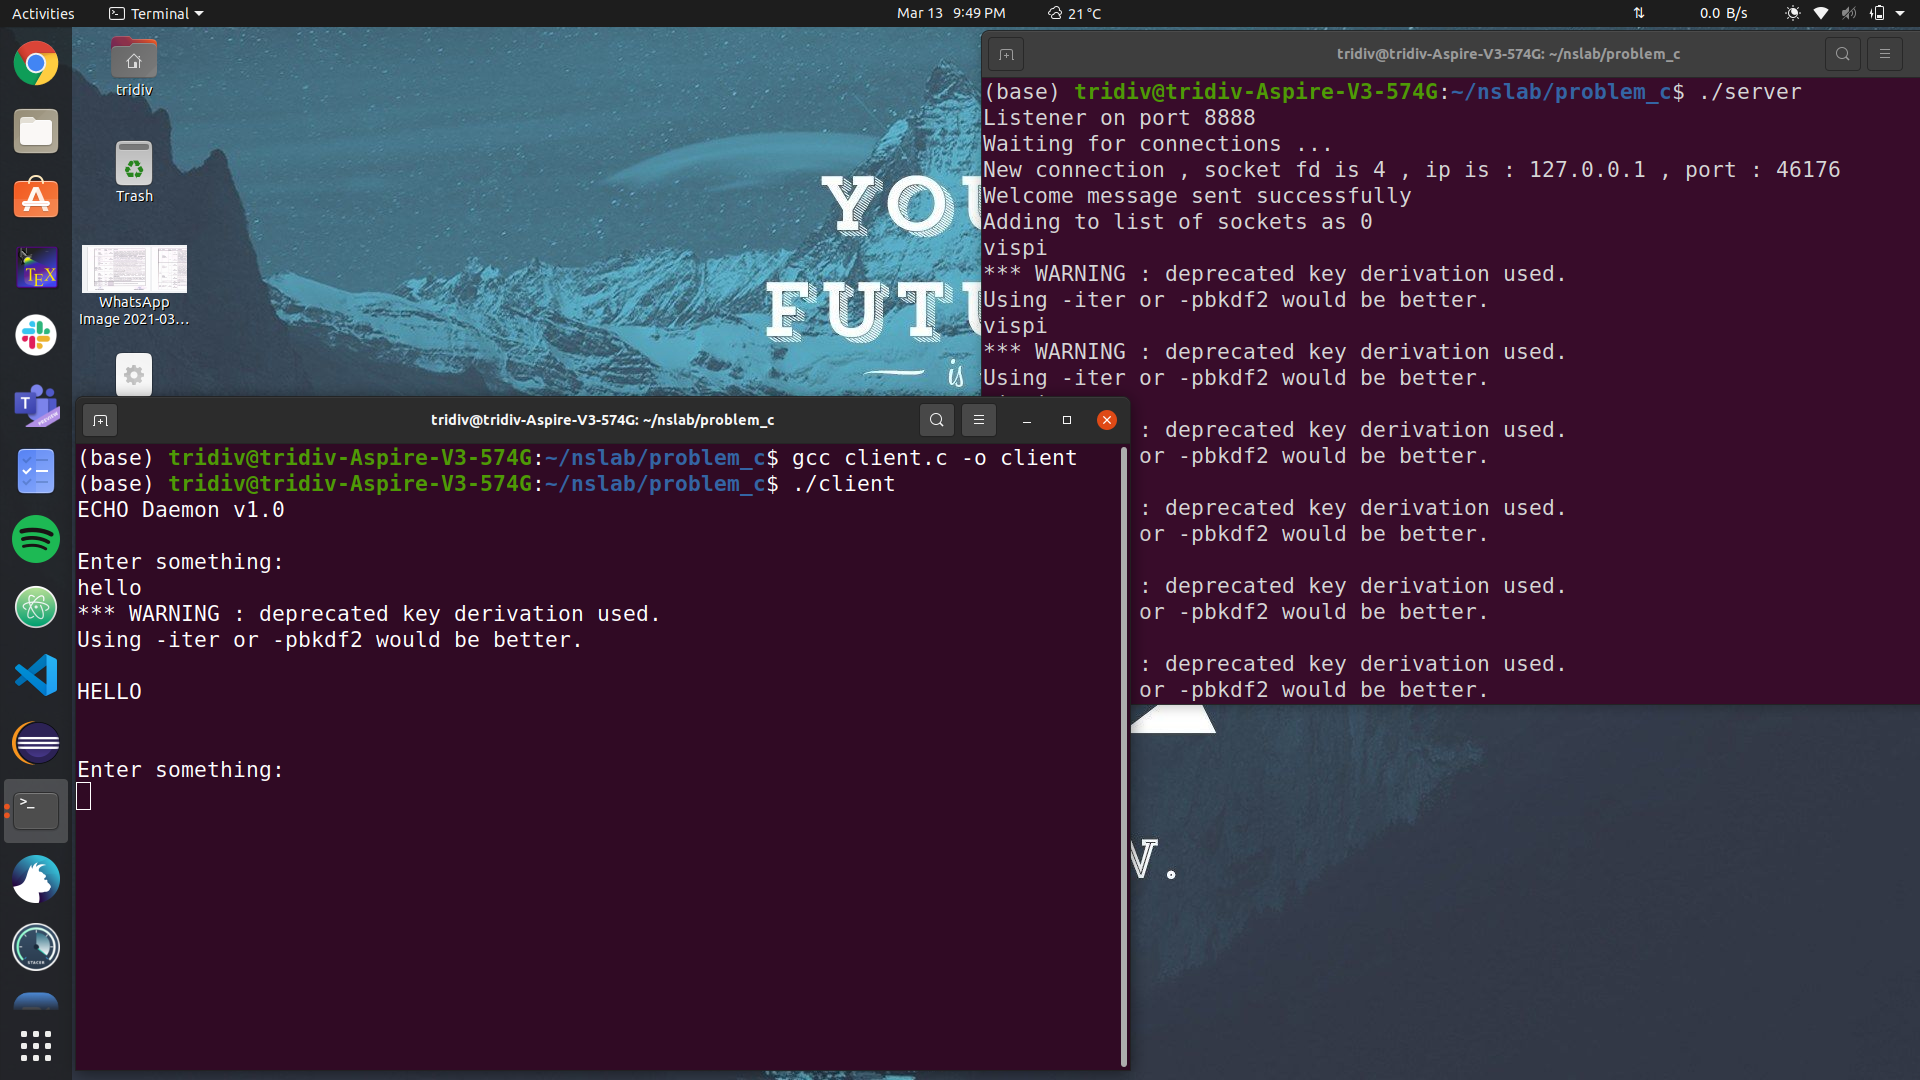 Activities
Terminal
Mar 13 9:49 PM
21 °C
0.0 B/s
tridiv
Trash
WhatsApp
Image 2021-03...
YOU
FUTU
is
tridiv@tridiv-Aspire-V3-574G: ~/nslab/problem_c
(base) tridiv@tridiv-Aspire-V3-574G:~/nslab/problem_c$ ./server
Listener on port 8888
Waiting for connections ...
New connection , socket fd is 4 , ip is : 127.0.0.1 , port : 46176
Welcome message sent successfully
Adding to list of sockets as 0
vispi
*** WARNING : deprecated key derivation used.
Using -iter or -pbkdf2 would be better.
vispi
*** WARNING : deprecated key derivation used.
Using -iter or -pbkdf2 would be better.
: deprecated key derivation used.
or -pbkdf2 would be better.
: deprecated key derivation used.
or -pbkdf2 would be better.
: deprecated key derivation used.
or -pbkdf2 would be better.
: deprecated key derivation used.
or -pbkdf2 would be better.
tridiv@tridiv-Aspire-V3-574G: ~/nslab/problem_c
(base) tridiv@tridiv-Aspire-V3-574G:~/nslab/problem_c$ gcc client.c -o client
(base) tridiv@tridiv-Aspire-V3-574G:~/nslab/problem_c$ ./client
ECHO Daemon v1.0
Enter something:
hello
*** WARNING : deprecated key derivation used.
Using -iter or -pbkdf2 would be better.
HELLO
Enter something:
TEX
T
PREVIEW
STACER